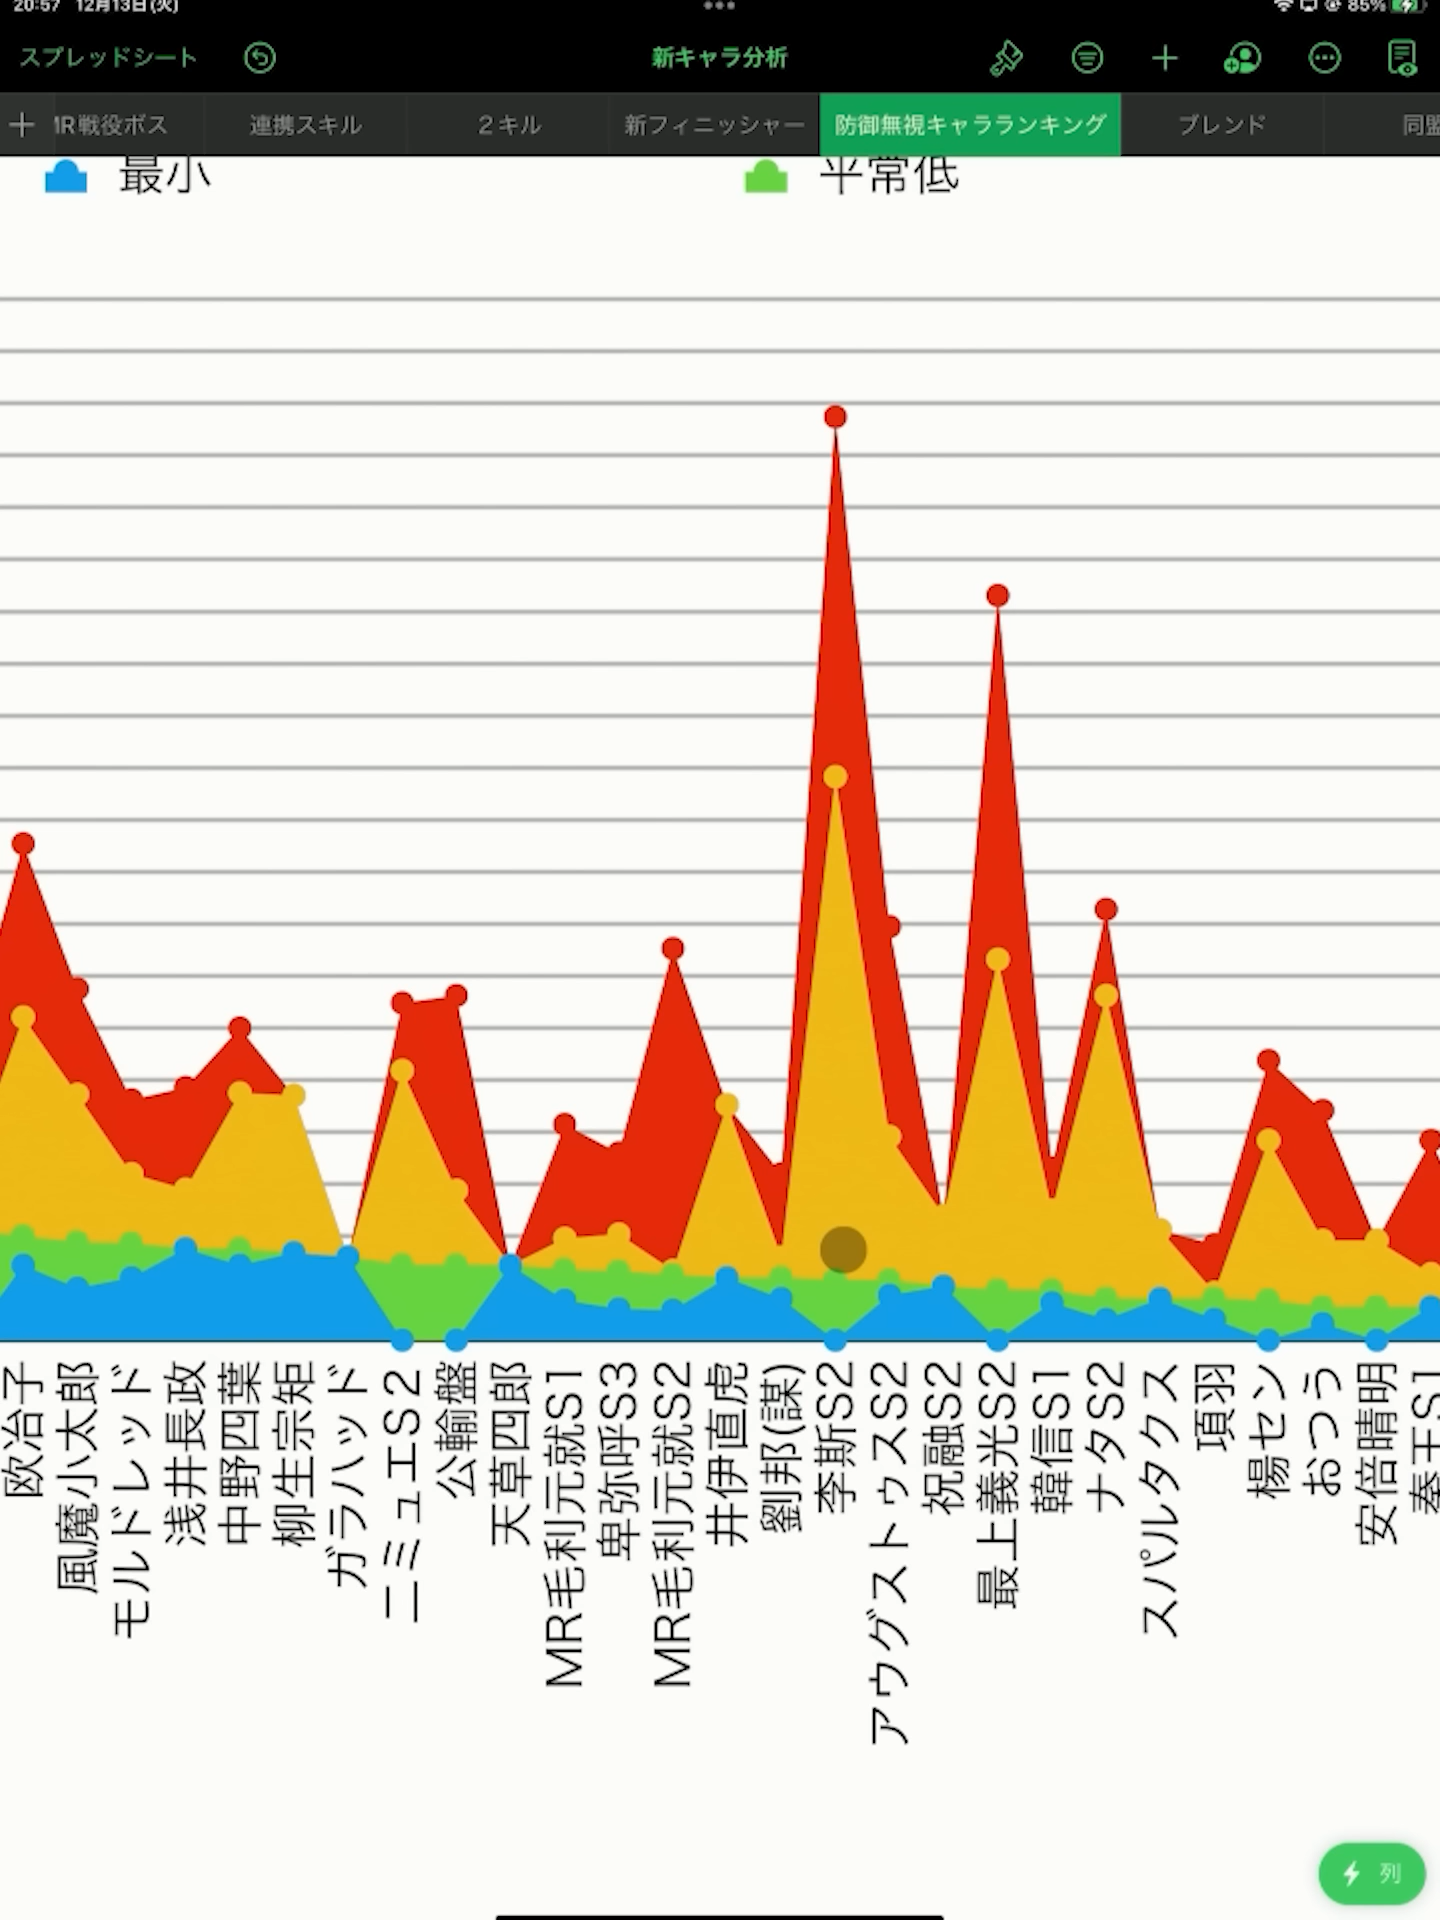 20:57 12月13日(火)
85%
スプレッドシート
新キャラ分析
MR戦役ボス
連携スキル
2キル
新フィニッシャー
防御無視キャラランキング
ブレンド
同盟
最小
平常低
欧冶子
風魔小太郎
モルドレッド
浅井長政
中野四葉
柳生宗矩
ガラハッド
ニミュエS2
公輸盤
天草四郎
MR毛利元就S1
卑弥呼S3
MR毛利元就S2
井伊直虎
劉邦(謀)
李斯S2
アウグストゥスS2
祝融S2
最上義光S2
韓信S1
ナタS2
スパルタクス
項羽
楊セン
おつう
安倍晴明
秦王S1
列